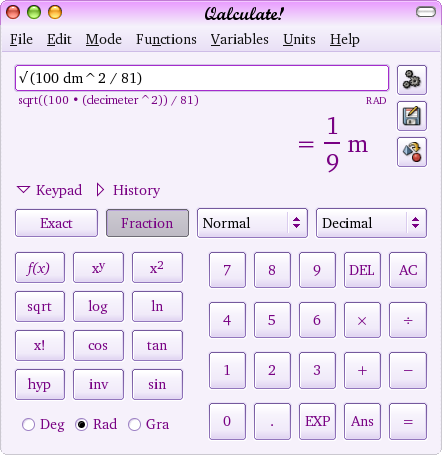 Qalculate!
File Edit Mode Functions Variables Units Help
√(100 dm^2 / 81)
sqrt((100 • (decimeter^2)) / 81) RAD
= 1/9 m
Keypad History
Exact Fraction Normal Decimal
f(x) xʸ x² 7 8 9 DEL AC
sqrt log ln 4 5 6 × ÷
x! cos tan 1 2 3 + −
hyp inv sin 0 . EXP Ans =
Deg Rad Gra